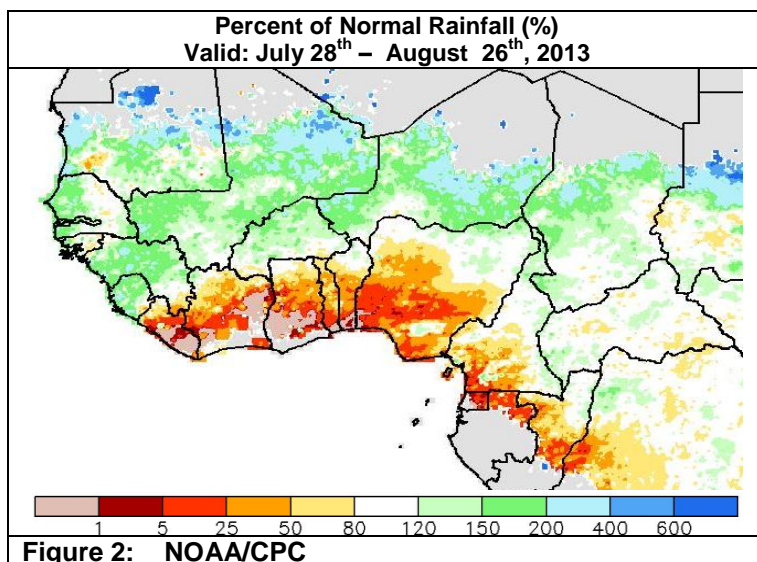 Percent of Normal Rainfall (%)
Valid: July 28th – August 26th, 2013
1 5 25 50 80 120 150 200 400 600
Figure 2: NOAA/CPC